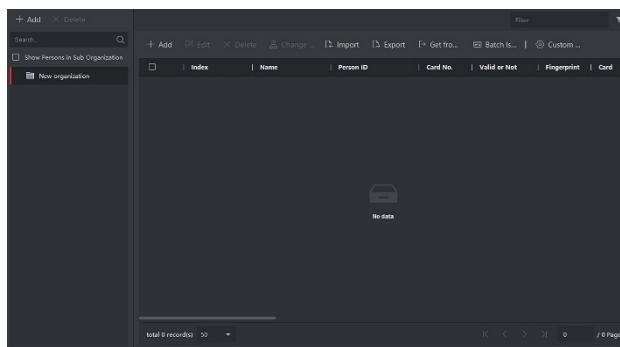 + Add × Delete
Filter
Search...
+ Add Edit × Delete Change ... Import Export Get fro... Batch Is... Custom ...
Show Persons in Sub Organization
Index Name Person ID Card No. Valid or Not Fingerprint Card
New organization
No data
total 0 record(s) 50
0 / 0 Page